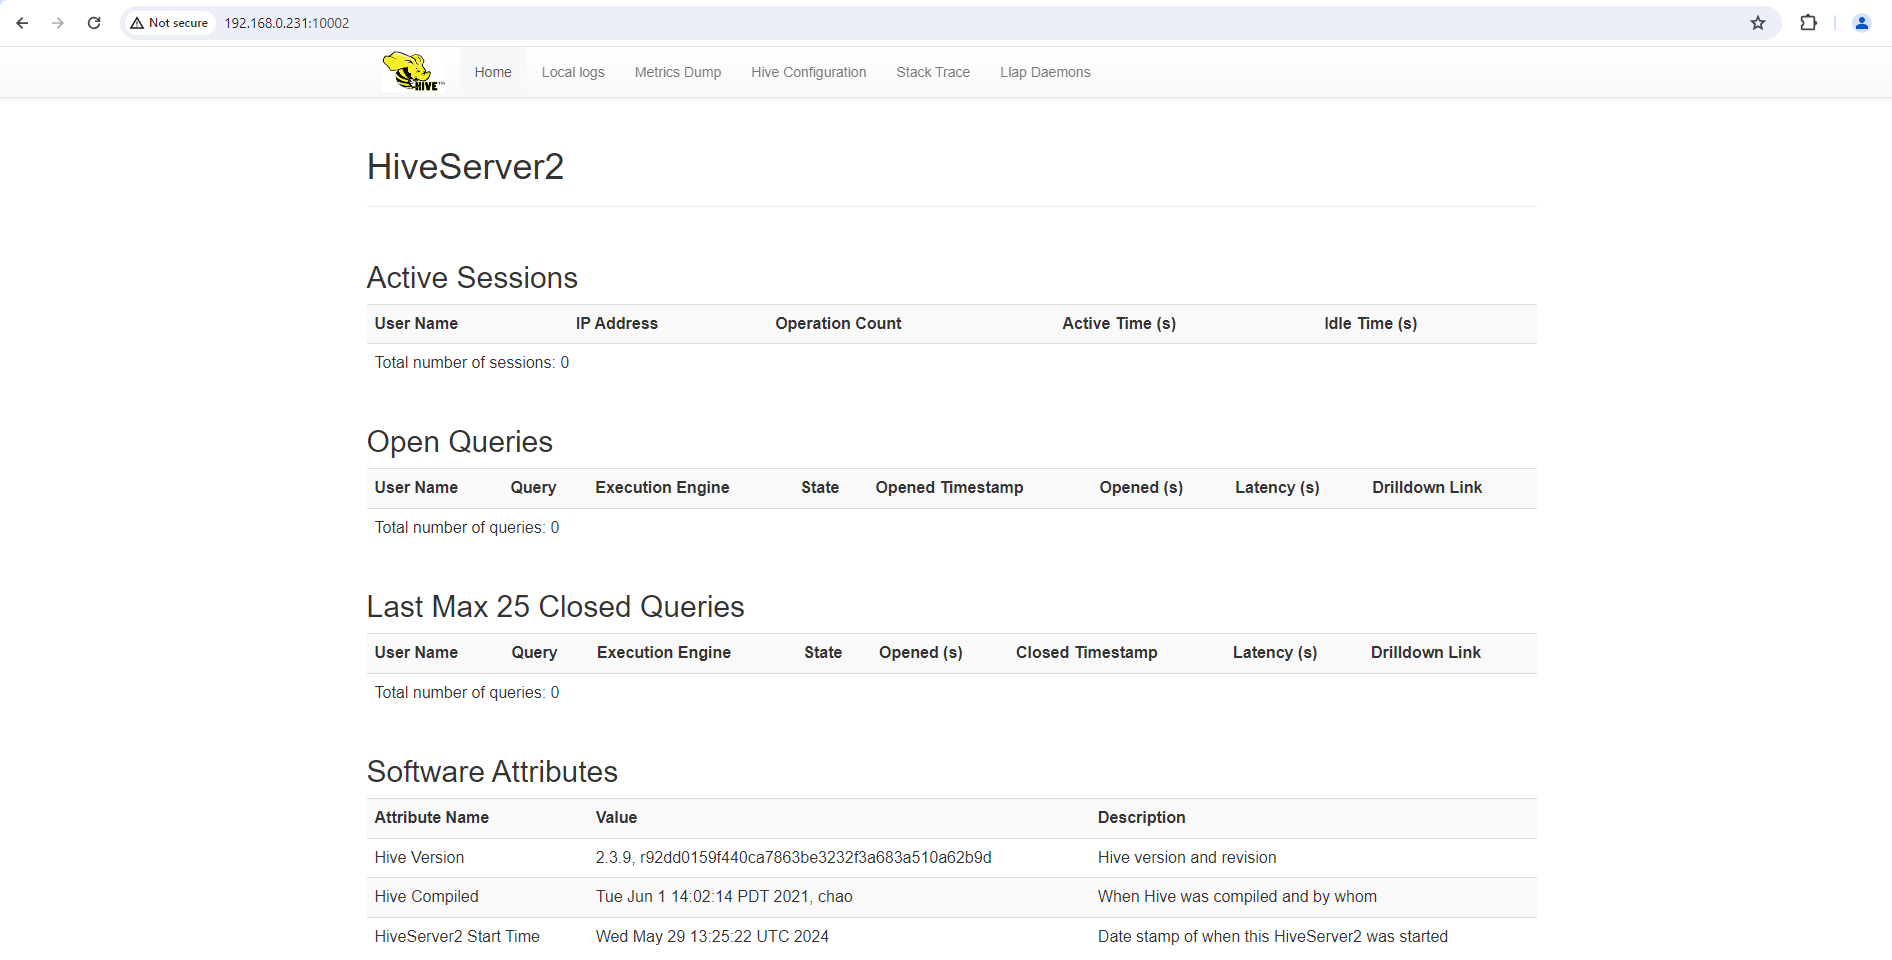 Not secure 192.168.0.231:10002
HIVE™ Home Local logs Metrics Dump Hive Configuration Stack Trace Llap Daemons
HiveServer2
Active Sessions
User Name IP Address Operation Count Active Time (s) Idle Time (s)
Total number of sessions: 0
Open Queries
User Name Query Execution Engine State Opened Timestamp Opened (s) Latency (s) Drilldown Link
Total number of queries: 0
Last Max 25 Closed Queries
User Name Query Execution Engine State Opened (s) Closed Timestamp Latency (s) Drilldown Link
Total number of queries: 0
Software Attributes
Attribute Name Value Description
Hive Version 2.3.9, r92dd0159f440ca7863be3232f3a683a510a62b9d Hive version and revision
Hive Compiled Tue Jun 1 14:02:14 PDT 2021, chao When Hive was compiled and by whom
HiveServer2 Start Time Wed May 29 13:25:22 UTC 2024 Date stamp of when this HiveServer2 was started